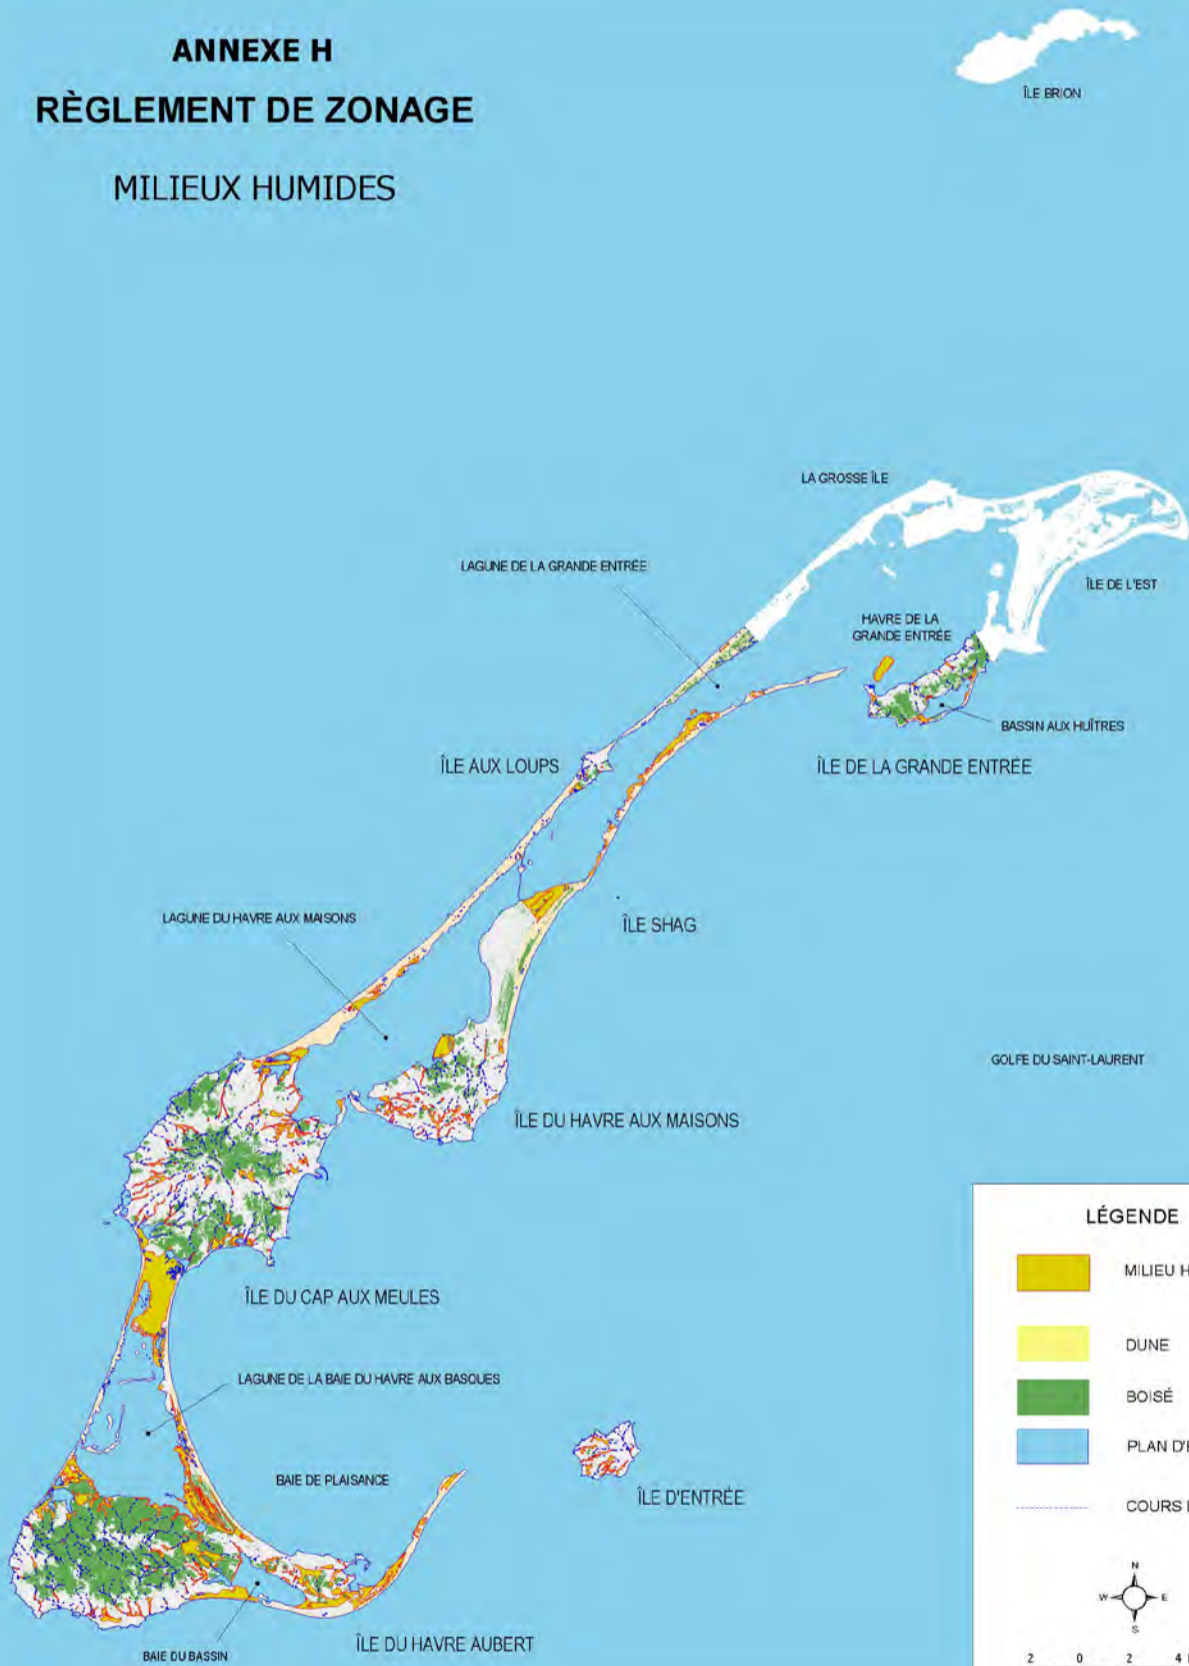 ANNEXE H
RÈGLEMENT DE ZONAGE
MILIEUX HUMIDES
ÎLE BRION
LA GROSSE ÎLE
LAGUNE DE LA GRANDE ENTRÉE
ÎLE DE L'EST
HAVRE DE LA
GRANDE ENTRÉE
BASSIN AUX HUÎTRES
ÎLE AUX LOUPS
ÎLE DE LA GRANDE ENTRÉE
LAGUNE DU HAVRE AUX MAISONS
ÎLE SHAG
GOLFE DU SAINT-LAURENT
ÎLE DU HAVRE AUX MAISONS
ÎLE DU CAP AUX MEULES
LAGUNE DE LA BAIE DU HAVRE AUX BASQUES
BAIE DE PLAISANCE
ÎLE D'ENTRÉE
ÎLE DU HAVRE AUBERT
BAIE DU BASSIN
LÉGENDE
MILIEU H
DUNE
BOISÉ
PLAN D'
COURS
N
W E
S
2 0 2 4